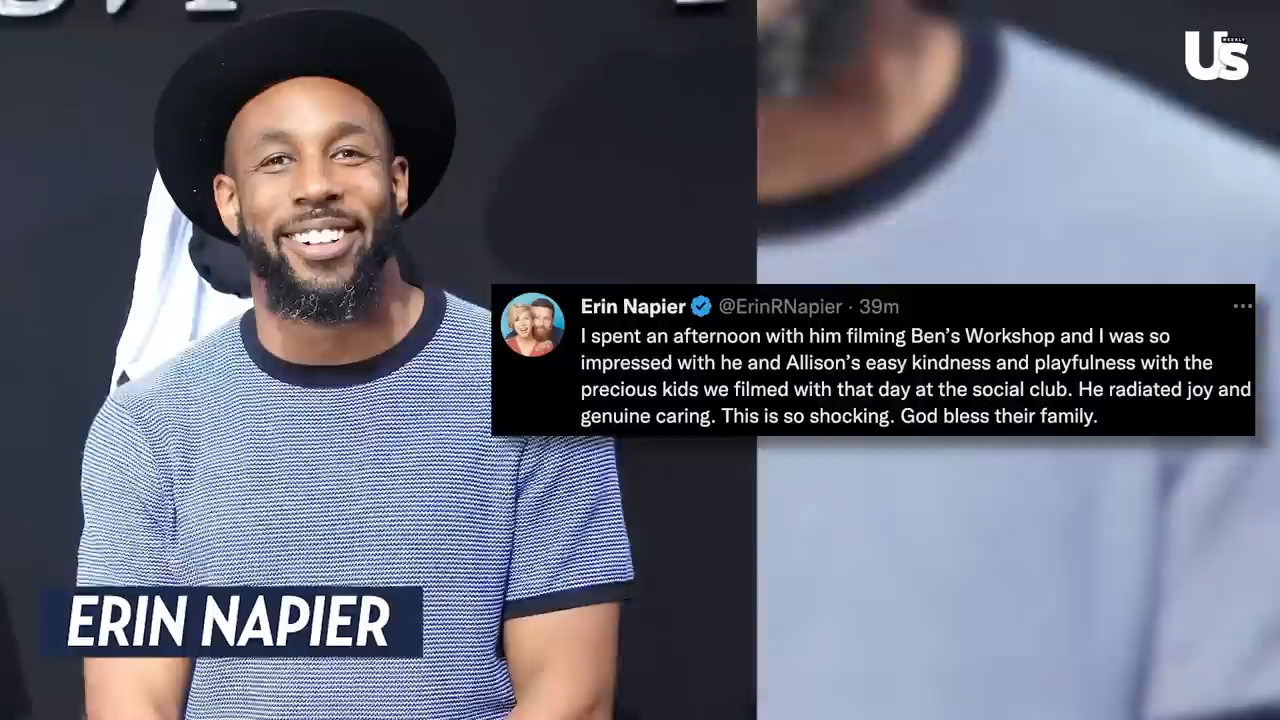 Us
WEEKLY
Erin Napier @ErinRNapier · 39m
I spent an afternoon with him filming Ben’s Workshop and I was so
impressed with he and Allison’s easy kindness and playfulness with the
precious kids we filmed with that day at the social club. He radiated joy and
genuine caring. This is so shocking. God bless their family.
ERIN NAPIER